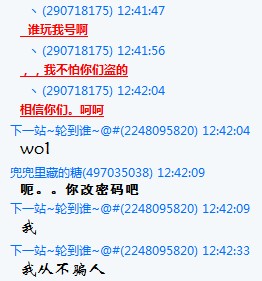 丶(290718175) 12:41:47
谁玩我号啊
丶(290718175) 12:41:56
，，我不怕你们盗的
丶(290718175) 12:42:04
相信你们。呵呵
下一站~轮到谁~@#(2248095820) 12:42:04
wo1
兜兜里藏的糖(497035038) 12:42:09
呃。。你改密码吧
下一站~轮到谁~@#(2248095820) 12:42:09
我
下一站~轮到谁~@#(2248095820) 12:42:33
我从不骗人